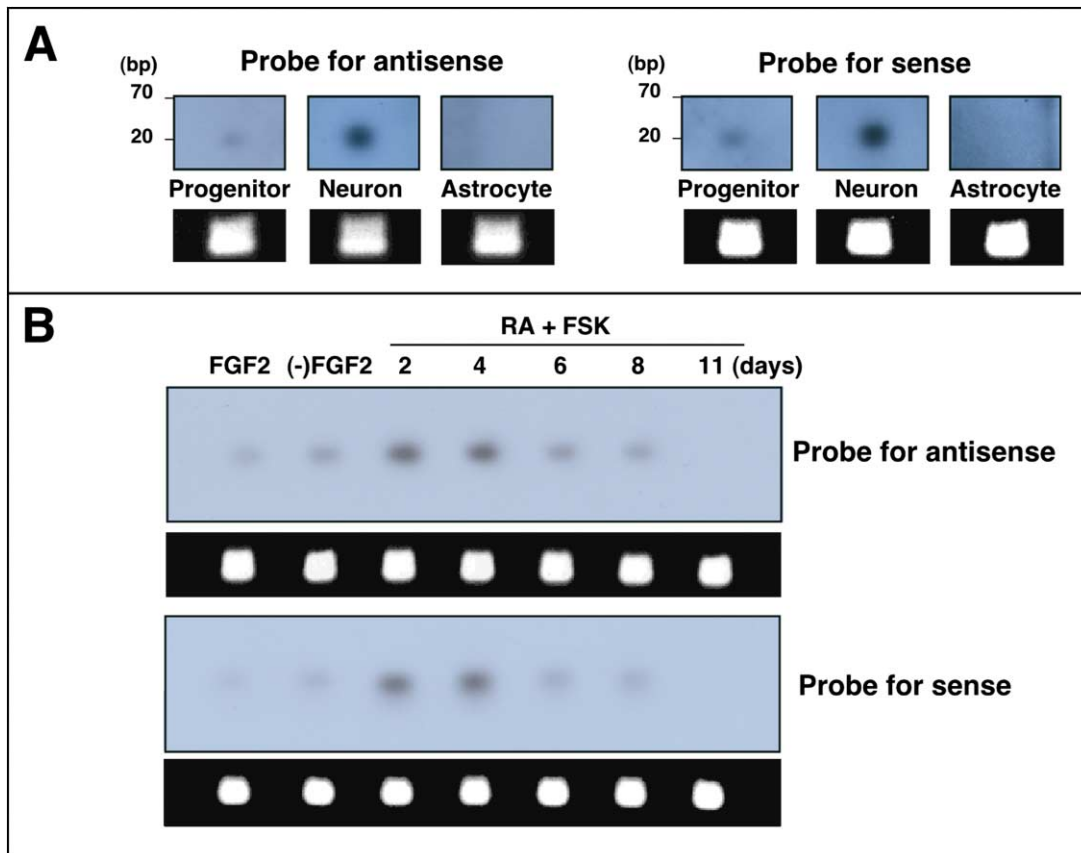 A
Probe for antisense
Probe for sense
(bp)
70
20
(bp)
70
20
Progenitor Neuron Astrocyte
Progenitor Neuron Astrocyte
B
RA + FSK
FGF2 (-)FGF2 2 4 6 8 11 (days)
Probe for antisense
Probe for sense